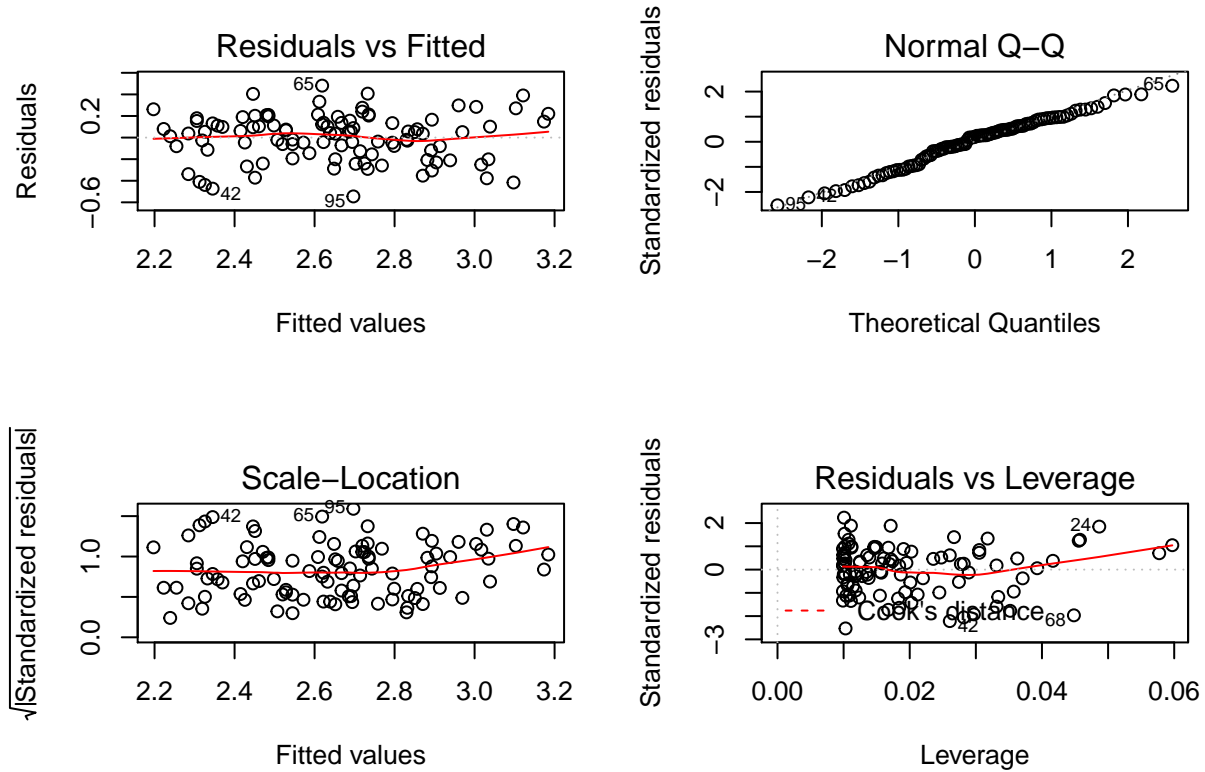 Residuals vs Fitted
Residuals
0.2
−0.6
65
42
95
2.2 2.4 2.6 2.8 3.0 3.2
Fitted values
Normal Q−Q
Standardized residuals
2
0
−2
65
95
42
−2 −1 0 1 2
Theoretical Quantiles
Scale−Location
√|Standardized residuals|
1.0
0.0
42
65
95
2.2 2.4 2.6 2.8 3.0 3.2
Fitted values
Residuals vs Leverage
Standardized residuals
2
0
−3
24
Cook's distance
42
68
0.00 0.02 0.04 0.06
Leverage